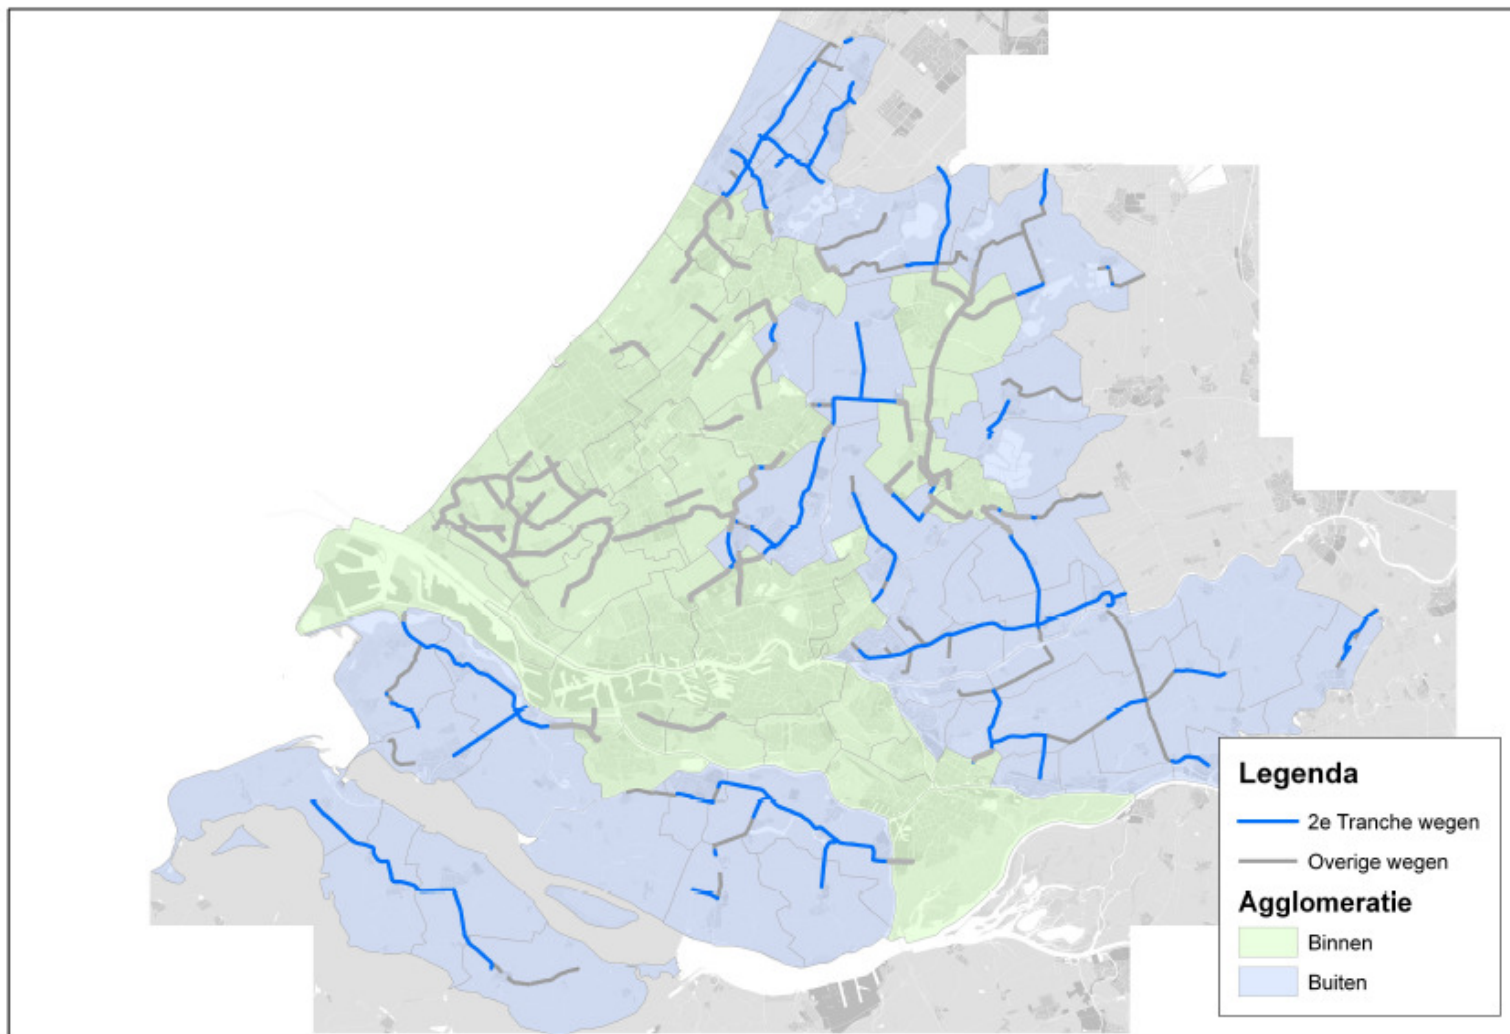 Legenda
2e Tranche wegen
Overige wegen
Agglomeratie
Binnen
Buiten